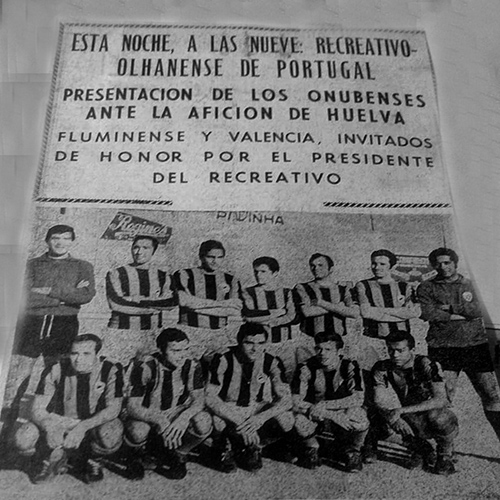 ESTA NOCHE, A LAS NUEVE: RECREATIVO-
OLHANENSE DE PORTUGAL
PRESENTACION DE LOS ONUBENSES
ANTE LA AFICION DE HUELVA
FLUMINENSE Y VALENCIA, INVITADOS
DE HONOR POR EL PRESIDENTE
DEL RECREATIVO
Regina